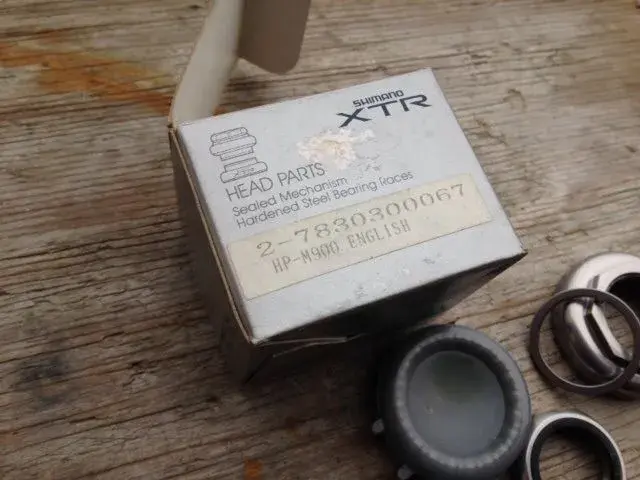 SHIMANO
XTR
HEAD PARTS
Sealed Mechanism
Hardened Steel Bearing Races
2-7830300067
HP-M900 ENGLISH